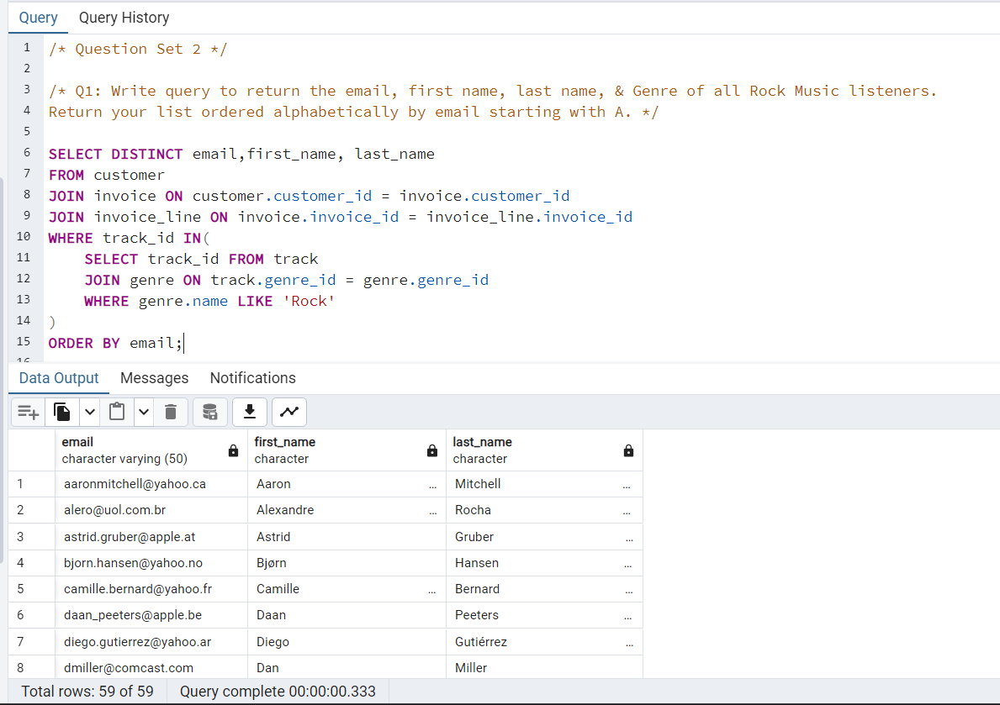 Query Query History
1 /* Question Set 2 */
2
3 /* Q1: Write query to return the email, first name, last name, & Genre of all Rock Music listeners.
4 Return your list ordered alphabetically by email starting with A. */
5
6 SELECT DISTINCT email,first_name, last_name
7 FROM customer
8 JOIN invoice ON customer.customer_id = invoice.customer_id
9 JOIN invoice_line ON invoice.invoice_id = invoice_line.invoice_id
10 WHERE track_id IN(
11 SELECT track_id FROM track
12 JOIN genre ON track.genre_id = genre.genre_id
13 WHERE genre.name LIKE 'Rock'
14 )
15 ORDER BY email;
16
Data Output Messages Notifications
email first_name last_name
character varying (50) character character
1 aaronmitchell@yahoo.ca Aaron ... Mitchell ...
2 alero@uol.com.br Alexandre ... Rocha ...
3 astrid.gruber@apple.at Astrid Gruber ...
4 bjorn.hansen@yahoo.no Bjørn Hansen ...
5 camille.bernard@yahoo.fr Camille ... Bernard ...
6 daan_peeters@apple.be Daan Peeters ...
7 diego.gutierrez@yahoo.ar Diego Gutiérrez ...
8 dmiller@comcast.com Dan Miller
Total rows: 59 of 59 Query complete 00:00:00.333